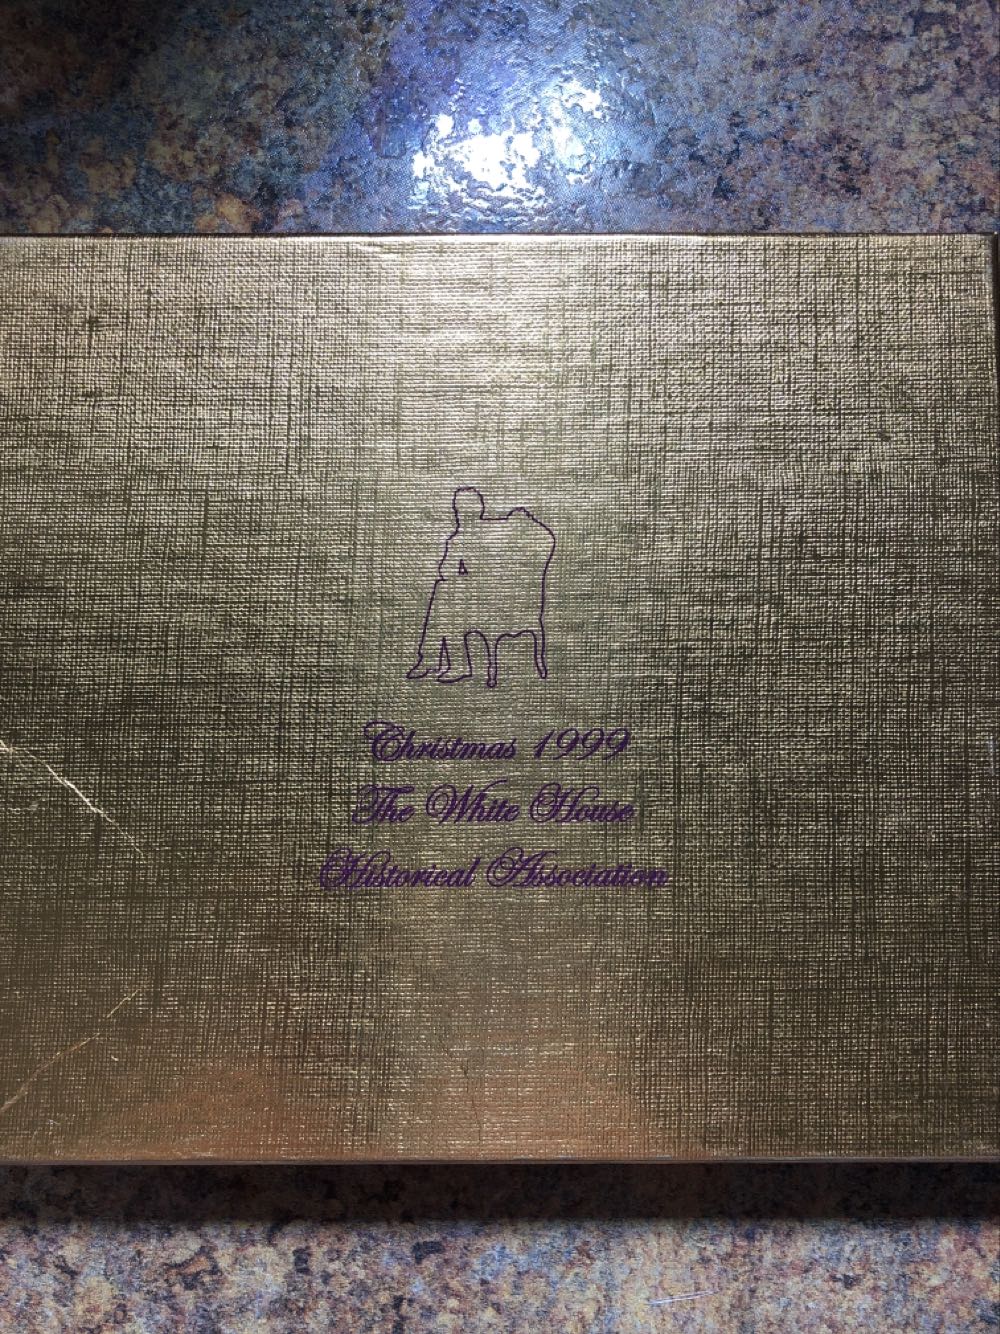 Christmas 1999
The White House
Historical Association